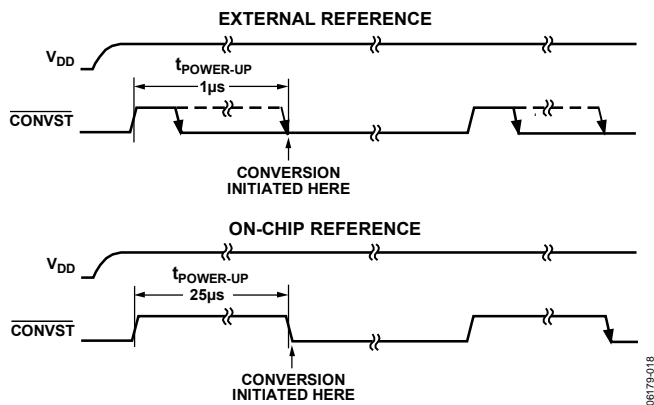 EXTERNAL REFERENCE
VDD
tPOWER-UP
1µs
CONVST
CONVERSION
INITIATED HERE
ON-CHIP REFERENCE
VDD
tPOWER-UP
25µs
CONVST
CONVERSION
INITIATED HERE
06179-018